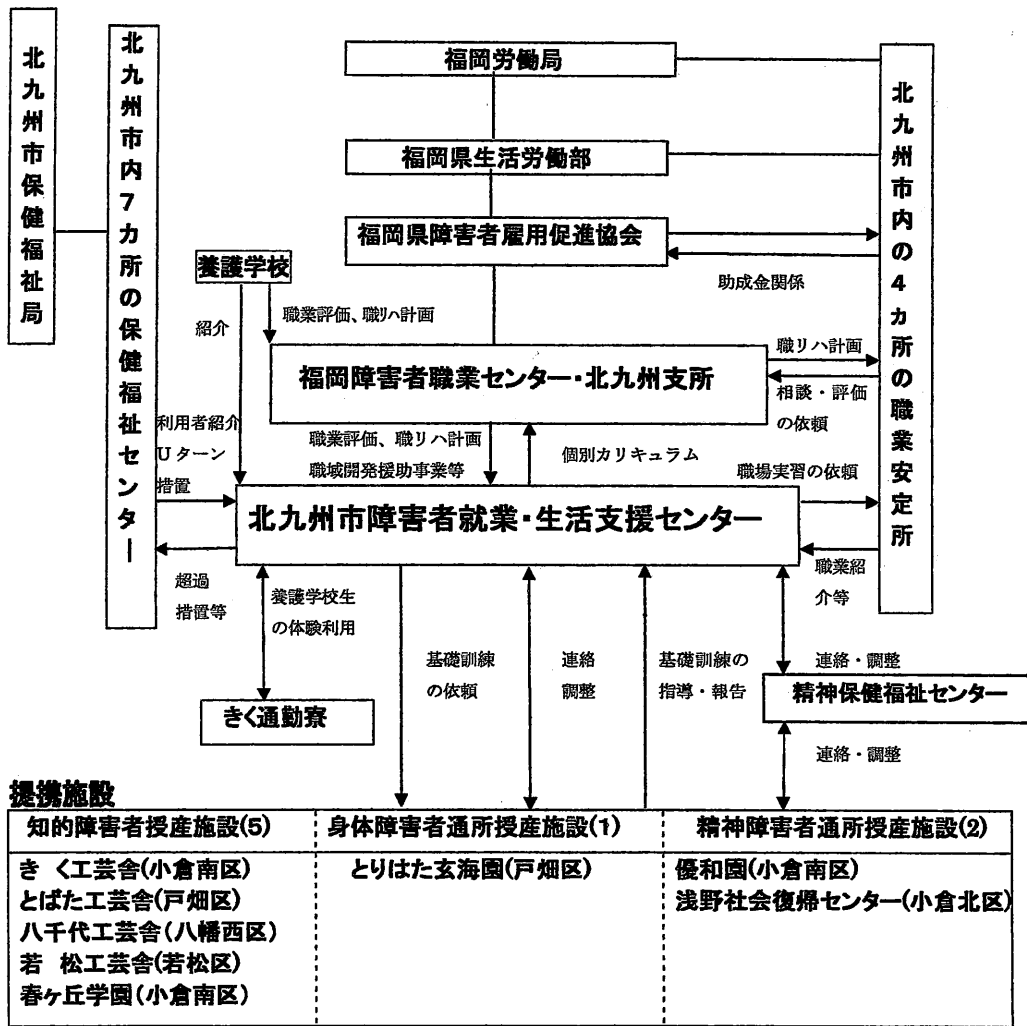 北九州市保健福祉局
北九州市内7カ所の保健福祉センター
福岡労働局
福岡県生活労働部
福岡県障害者雇用促進協会
北九州市内の4ヵ所の職業安定所
助成金関係
養護学校
紹介
職業評価、職リハ計画
福岡障害者職業センター・北九州支所
職リハ計画
相談・評価
の依頼
利用者紹介
Uターン
措置
職業評価、職リハ計画
職域開発援助事業等
個別カリキュラム
職場実習の依頼
北九州市障害者就業・生活支援センター
超過
措置等
職業紹
介等
養護学校生
の体験利用
基礎訓練
の依頼
連絡
調整
基礎訓練の
指導・報告
連絡・調整
きく通勤寮
精神保健福祉センター
連絡・調整
提携施設
知的障害者授産施設(5)
身体障害者通所授産施設(1)
精神障害者通所授産施設(2)
き く工芸舎(小倉南区)
とばた工芸舎(戸畑区)
八千代工芸舎(八幡西区)
若 松工芸舎(若松区)
春ヶ丘学園(小倉南区)
とりはた玄海園(戸畑区)
優和園(小倉南区)
浅野社会復帰センター(小倉北区)